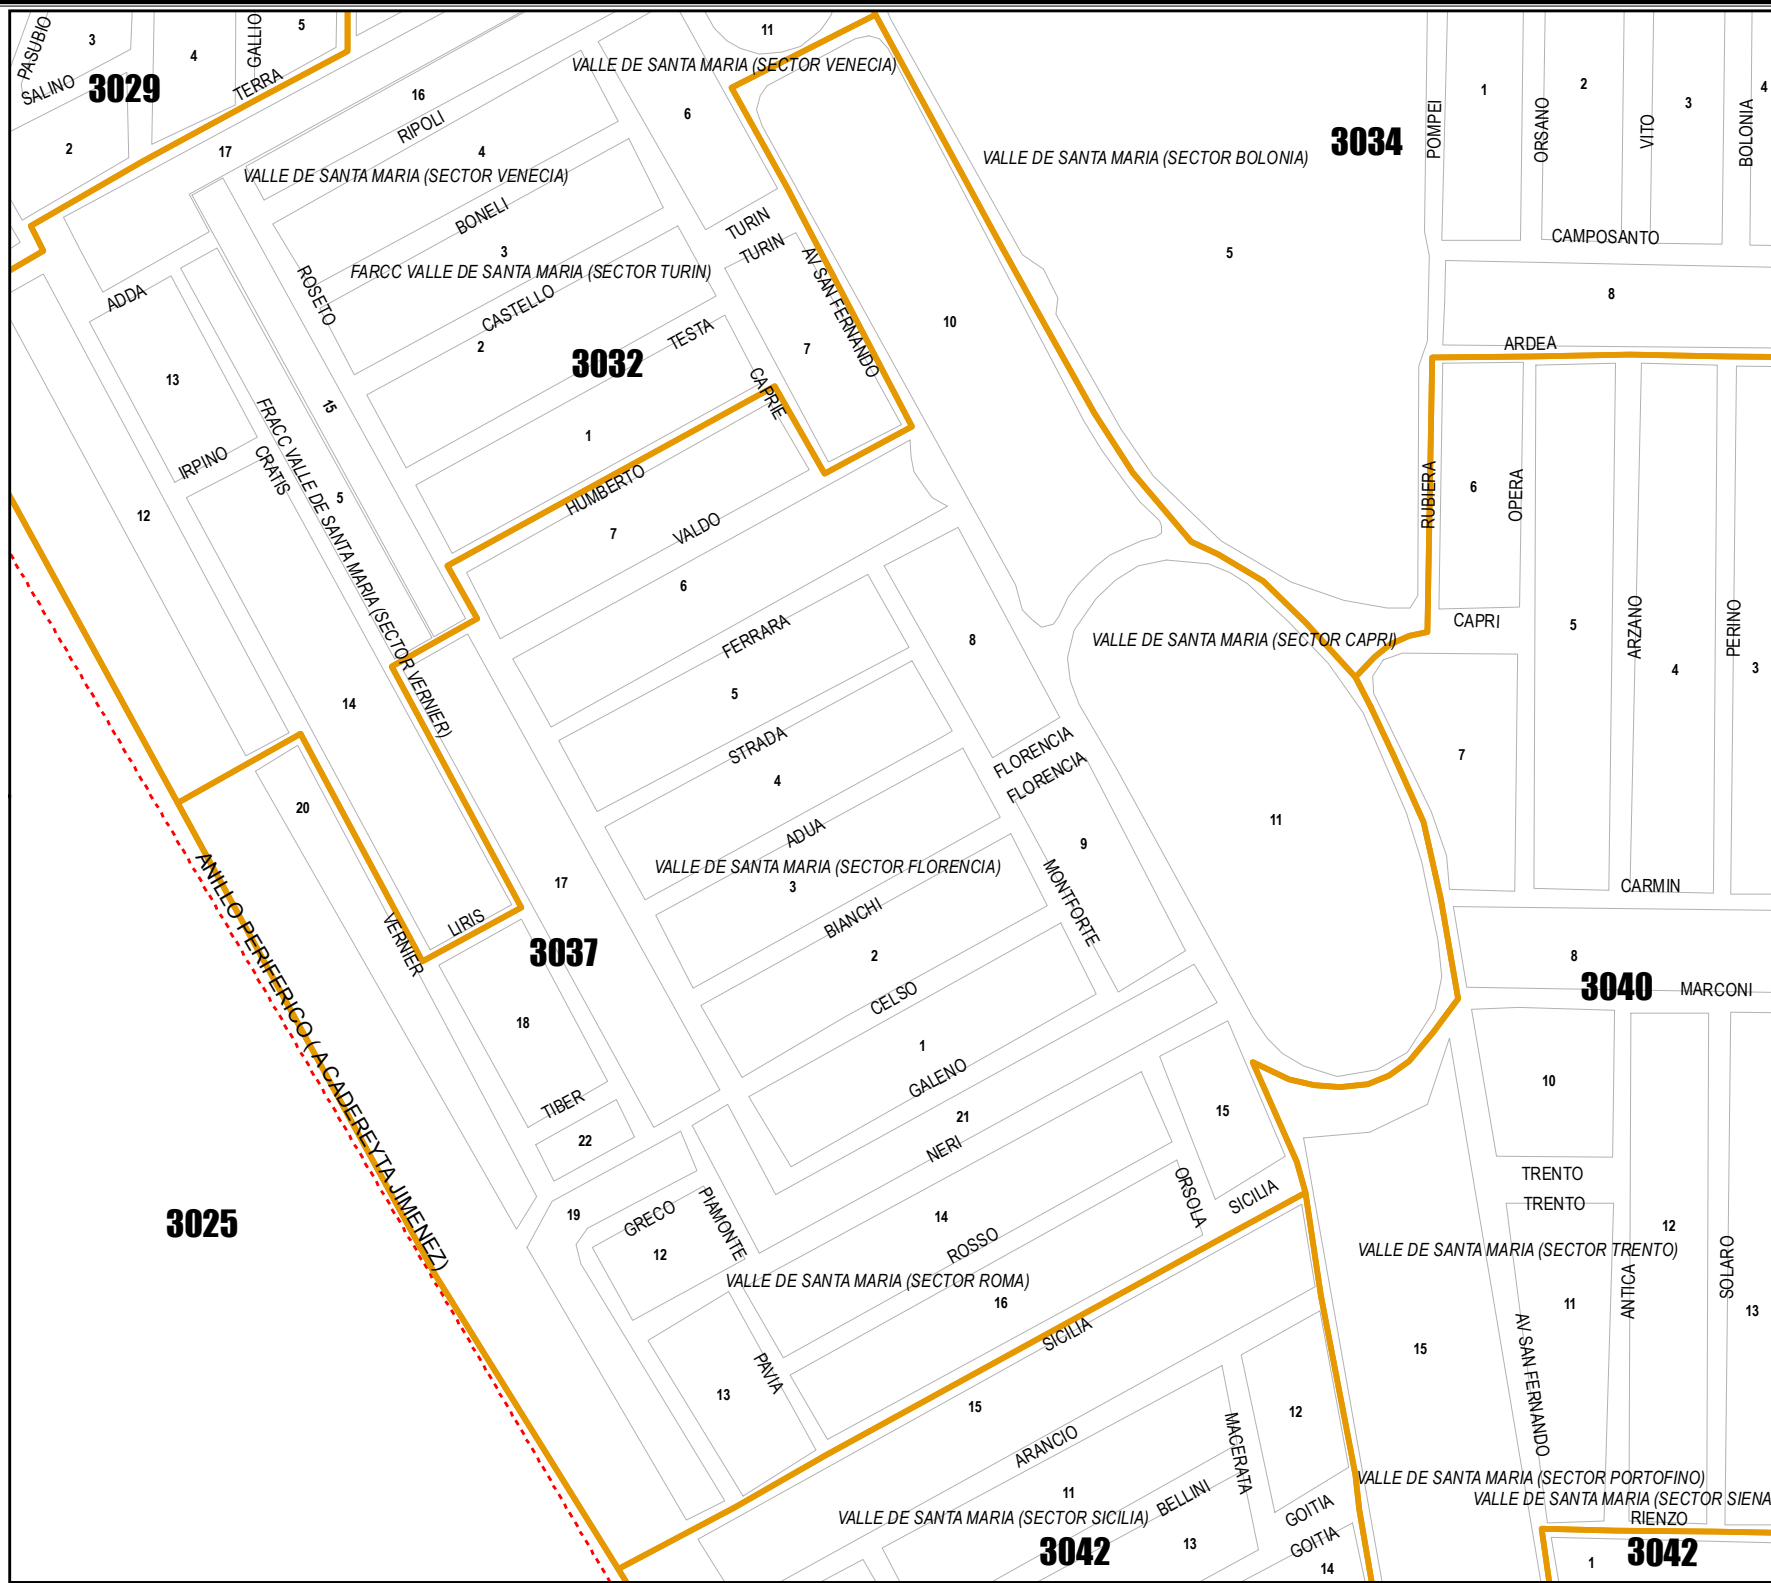 PASUBIO
3
SALINO
3029
4
GALLIO
5
TERRA
2
17
16
RIPOLI
4
VALLE DE SANTA MARIA (SECTOR VENECIA)
11
VALLE DE SANTA MARIA (SECTOR VENECIA)
6
VALLE DE SANTA MARIA (SECTOR BOLONIA)
3034
POMPEI
1
ORSANO
2
VITO
3
BOLONIA
4
BONELI
3
FARCC VALLE DE SANTA MARIA (SECTOR TURIN)
TURIN
TURIN
AV SAN FERNANDO
5
CAMPOSANTO
8
ARDEA
ADDA
ROSETO
CASTELLO
2
TESTA
3032
7
10
13
15
CAPRIE
1
IRPINO
CRATIS
FRACC VALLE DE SANTA MARIA (SECTOR VERNIER)
5
12
HUMBERTO
7
VALDO
6
RUBIERA
6
OPERA
CAPRI
5
ARZANO
4
PERINO
3
FERRARA
8
VALLE DE SANTA MARIA (SECTOR CAPRI)
5
14
STRADA
4
FLORENCIA
FLORENCIA
7
20
ADUA
11
VALLE DE SANTA MARIA (SECTOR FLORENCIA)
3
9
17
MONTFORTE
CARMIN
ANILLO PERIFERICO ( A CADEREYTA JIMENEZ)
VERNIER
LIRIS
3037
BIANCHI
2
CELSO
8
3040
MARCONI
18
1
GALENO
10
TIBER
22
21
NERI
15
3025
19
GRECO
12
PIAMONTE
14
ROSSO
ORSOLA
SICILIA
TRENTO
TRENTO
12
VALLE DE SANTA MARIA (SECTOR TRENTO)
VALLE DE SANTA MARIA (SECTOR ROMA)
16
SICILIA
11
ANTICA
SOLARO
13
AV SAN FERNANDO
15
13
PAVIA
15
ARANCIO
MACERATA
12
11
BELLINI
VALLE DE SANTA MARIA (SECTOR SICILIA)
GOITIA
GOITIA
VALLE DE SANTA MARIA (SECTOR PORTOFINO)
VALLE DE SANTA MARIA (SECTOR SIENA
RIENZO
3042
13
14
1
3042